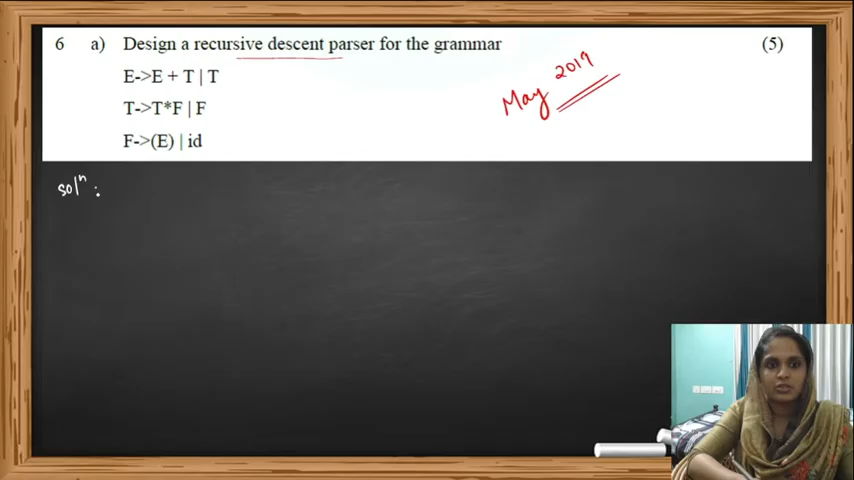 6 a) Design a recursive descent parser for the grammar (5)
E->E + T | T
T->T*F | F
F->(E) | id
May 2019
solⁿ :